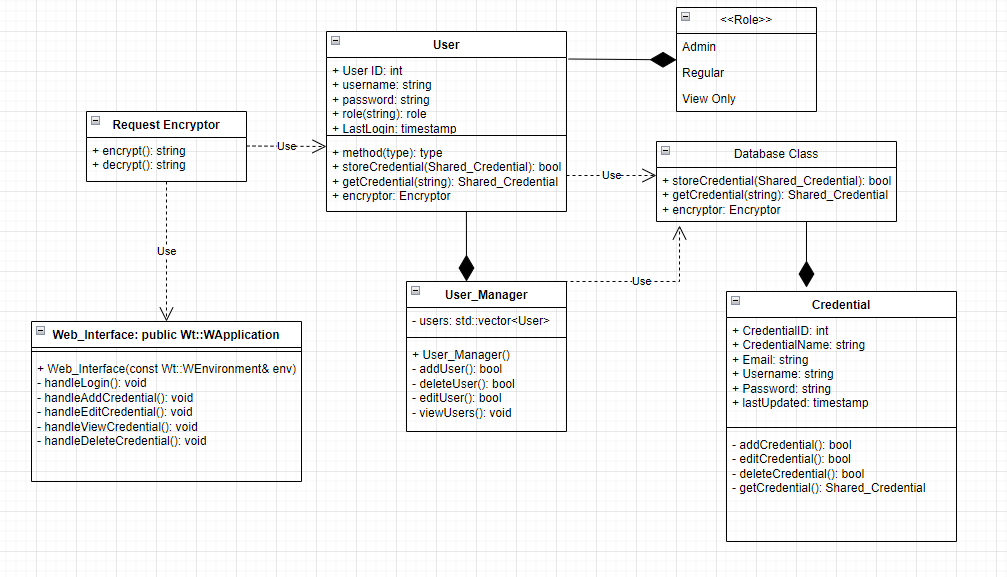 <<Role>>
Admin
Regular
View Only
User
+ User ID: int
+ username: string
+ password: string
+ role(string): role
+ LastLogin: timestamp
+ method(type): type
+ storeCredential(Shared_Credential): bool
+ getCredential(string): Shared_Credential
+ encryptor: Encryptor
Request Encryptor
+ encrypt(): string
+ decrypt(): string
Use
Use
Use
Database Class
+ storeCredential(Shared_Credential): bool
+ getCredential(string): Shared_Credential
+ encryptor: Encryptor
Use
User_Manager
- users: std::vector<User>
+ User_Manager()
- addUser(): bool
- deleteUser(): bool
- editUser(): bool
- viewUsers(): void
Credential
+ CredentialID: int
+ CredentialName: string
+ Email: string
+ Username: string
+ Password: string
+ lastUpdated: timestamp
- addCredential(): bool
- editCredential(): bool
- deleteCredential(): bool
- getCredential(): Shared_Credential
Web_Interface: public Wt::WApplication
+ Web_Interface(const Wt::WEnvironment& env)
- handleLogin(): void
- handleAddCredential(): void
- handleEditCredential(): void
- handleViewCredential(): void
- handleDeleteCredential(): void